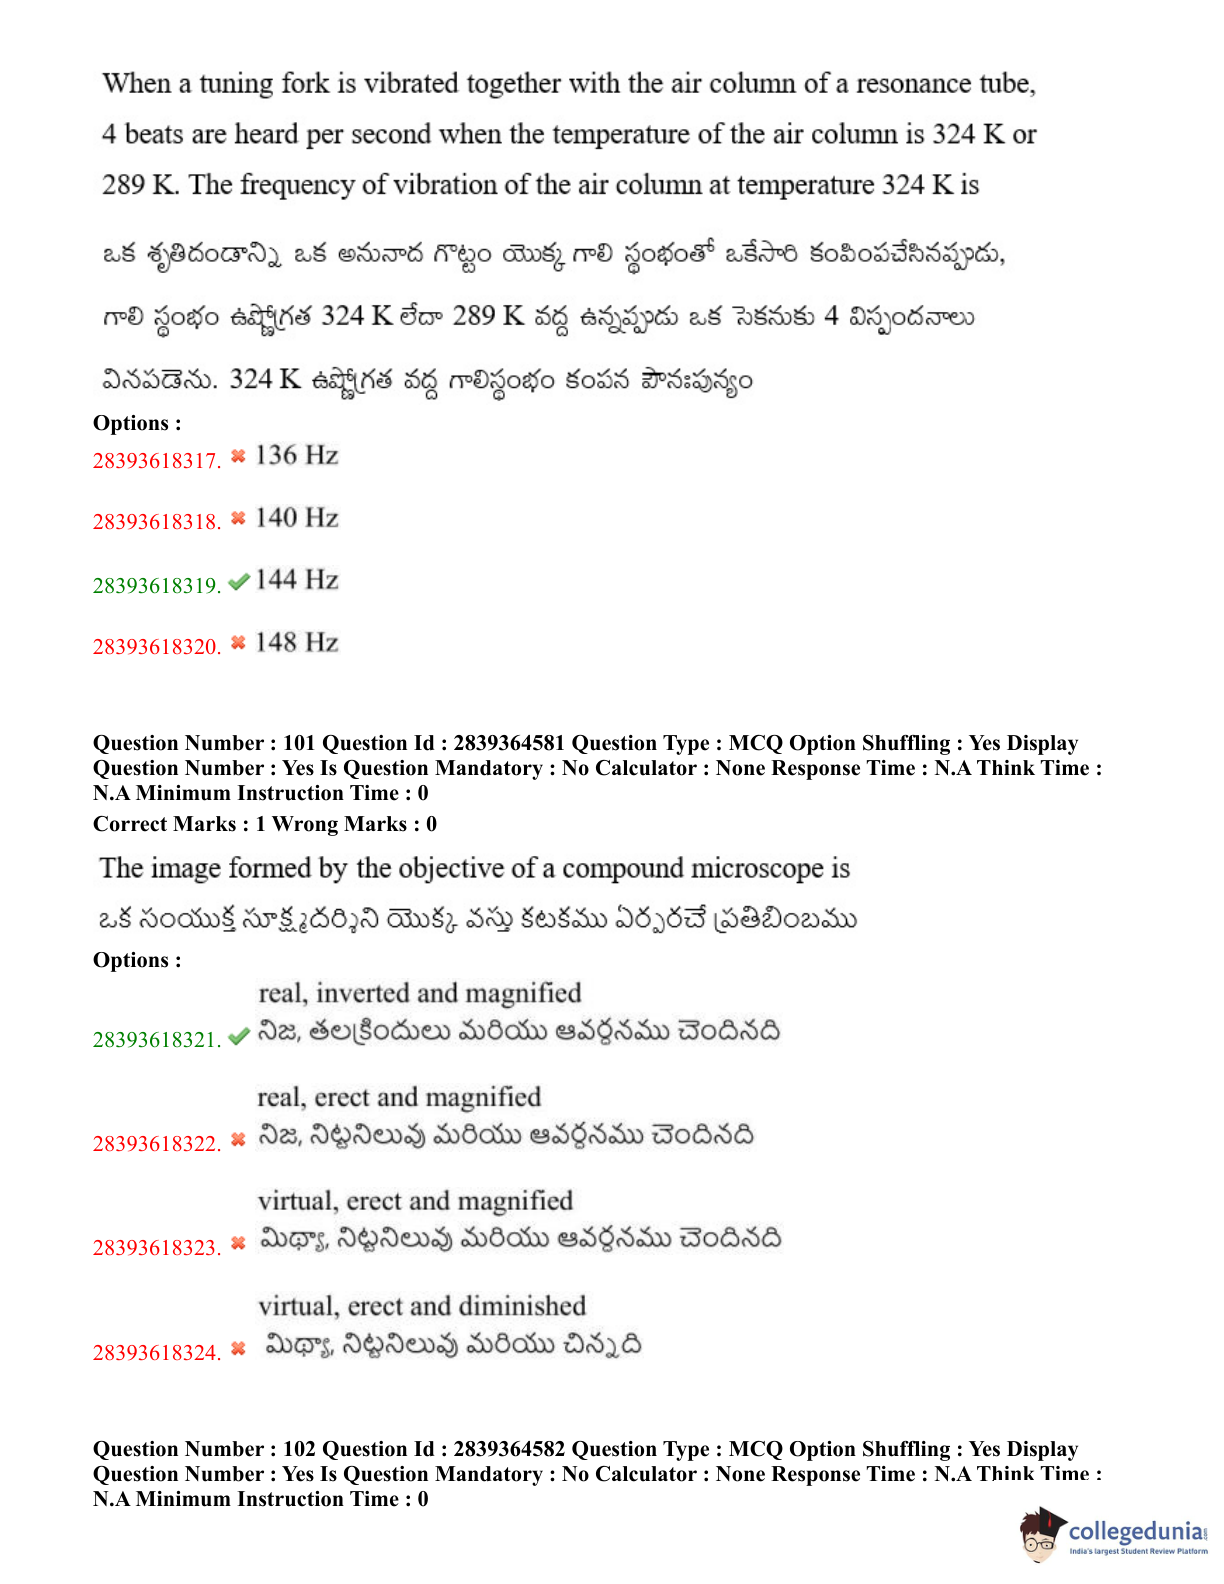 When a tuning fork is vibrated together with the air column of a resonance tube,
4 beats are heard per second when the temperature of the air column is 324 K or
289 K. The frequency of vibration of the air column at temperature 324 K is
ఒక శృతిదండాన్ని ఒక అనునాద గొట్టం యొక్క గాలి స్థంభంతో ఒకేసారి కంపింపచేసినప్పుడు,
గాలి స్థంభం ఉష్ణోగ్రత 324 K లేదా 289 K వద్ద ఉన్నప్పుడు ఒక సెకనుకు 4 విస్పందనాలు
వినపడెను. 324 K ఉష్ణోగ్రత వద్ద గాలిస్థంభం కంపన పౌనఃపున్యం
Options :
28393618317. ✖ 136 Hz
28393618318. ✖ 140 Hz
28393618319. ✔ 144 Hz
28393618320. ✖ 148 Hz
Question Number : 101 Question Id : 2839364581 Question Type : MCQ Option Shuffling : Yes Display
Question Number : Yes Is Question Mandatory : No Calculator : None Response Time : N.A Think Time :
N.A Minimum Instruction Time : 0
Correct Marks : 1 Wrong Marks : 0
The image formed by the objective of a compound microscope is
ఒక సంయుక్త సూక్ష్మదర్శిని యొక్క వస్తు కటకము ఏర్పరచే ప్రతిబింబము
Options :
real, inverted and magnified
28393618321. ✔ నిజ, తలక్రిందులు మరియు ఆవర్ధనము చెందినది
real, erect and magnified
28393618322. ✖ నిజ, నిట్టనిలువు మరియు ఆవర్ధనము చెందినది
virtual, erect and magnified
28393618323. ✖ మిథ్యా, నిట్టనిలువు మరియు ఆవర్ధనము చెందినది
virtual, erect and diminished
28393618324. ✖ మిథ్యా, నిట్టనిలువు మరియు చిన్నది
Question Number : 102 Question Id : 2839364582 Question Type : MCQ Option Shuffling : Yes Display
Question Number : Yes Is Question Mandatory : No Calculator : None Response Time : N.A Think Time :
N.A Minimum Instruction Time : 0
collegedunia
India's largest Student Review Platform